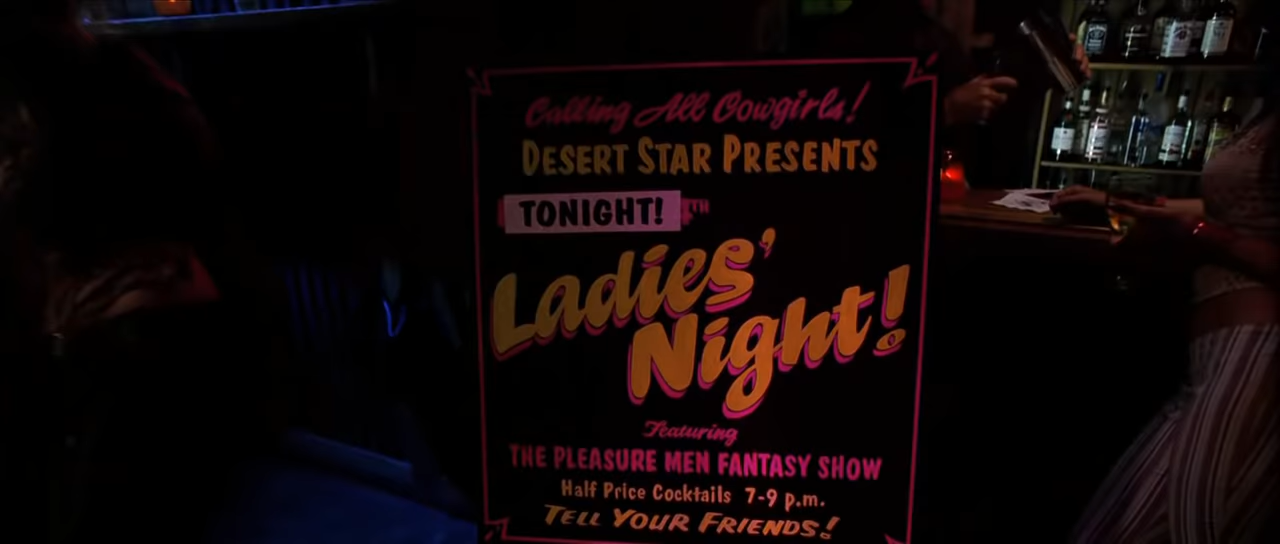 Calling All Cowgirls!
DESERT STAR PRESENTS
TONIGHT! TH
Ladies'
Night!
Featuring
THE PLEASURE MEN FANTASY SHOW
Half Price Cocktails 7-9 p.m.
TELL YOUR FRIENDS!